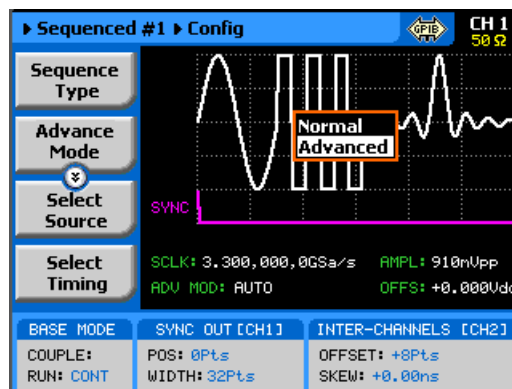 ▶ Sequenced #1 ▶ Config
GPIB
CH 1
50 Ω
Sequence Type
Advance Mode
Select Source
Select Timing
Normal
Advanced
SYNC
SCLK: 3.300,000,0GSa/s AMPL: 910mVpp
ADV MOD: AUTO OFFS: +0.000Vdc
BASE MODE
COUPLE:
RUN: CONT
SYNC OUT [CH1]
POS: 0Pts
WIDTH: 32Pts
INTER-CHANNELS [CH2]
OFFSET: +8Pts
SKEW: +0.00ns